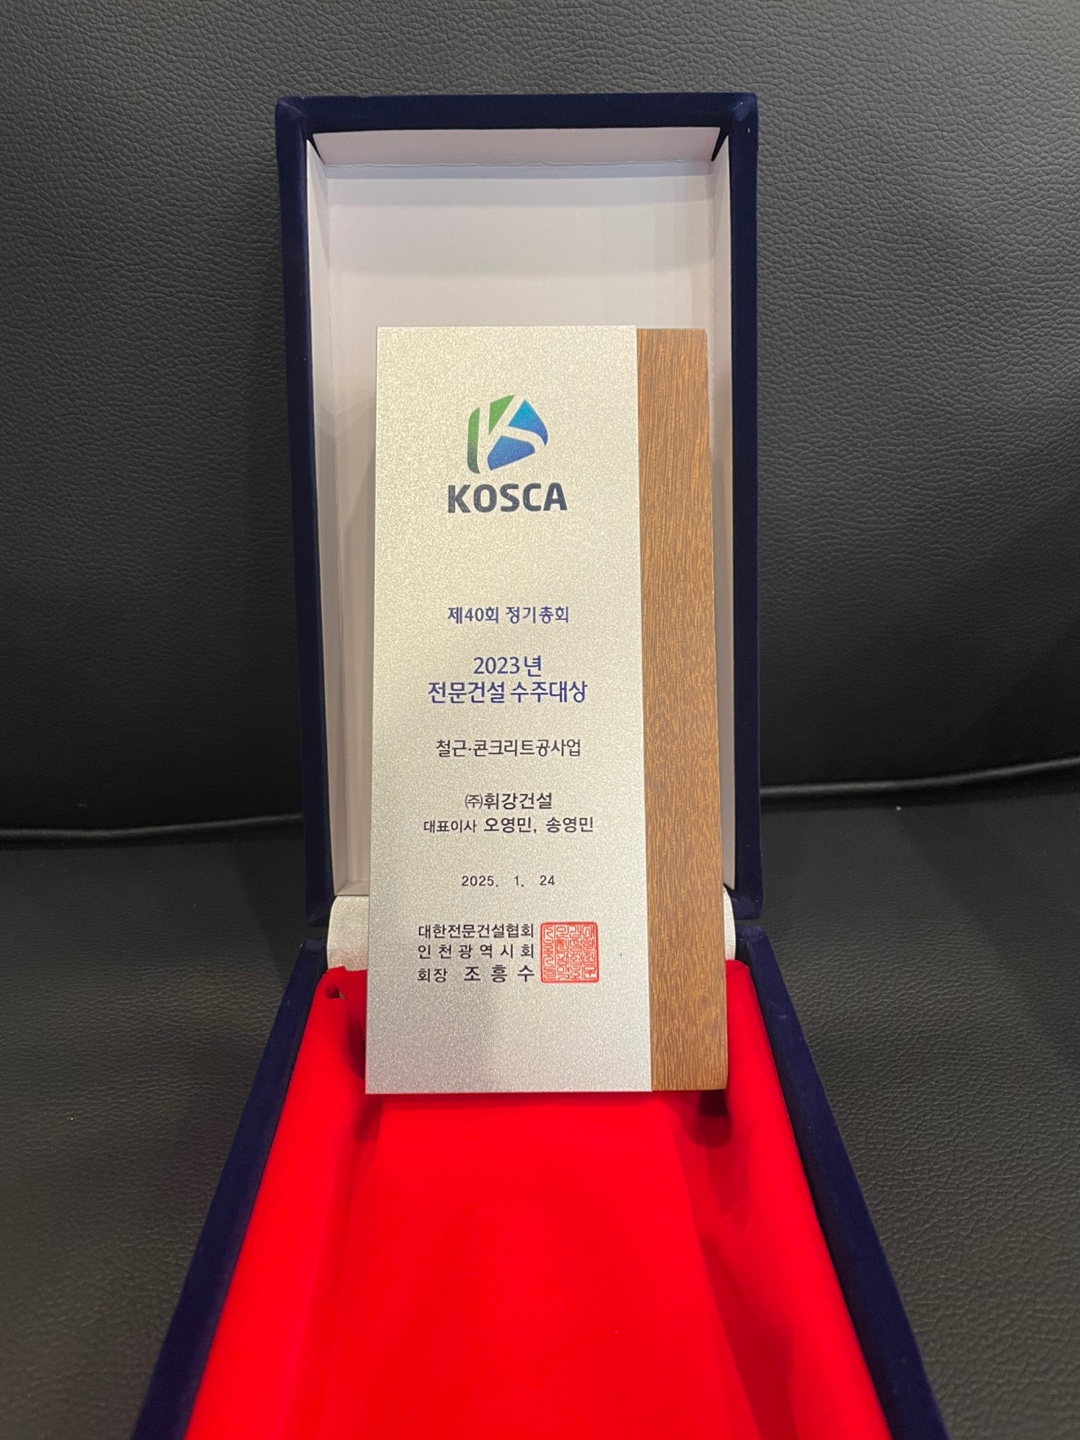 KOSCA
제40회 정기총회
2023년
전문건설 수주대상
철근·콘크리트공사업
㈜휘강건설
대표이사 오영민, 송영민
2025. 1. 24
대한전문건설협회
인천광역시회
회장 조흥수